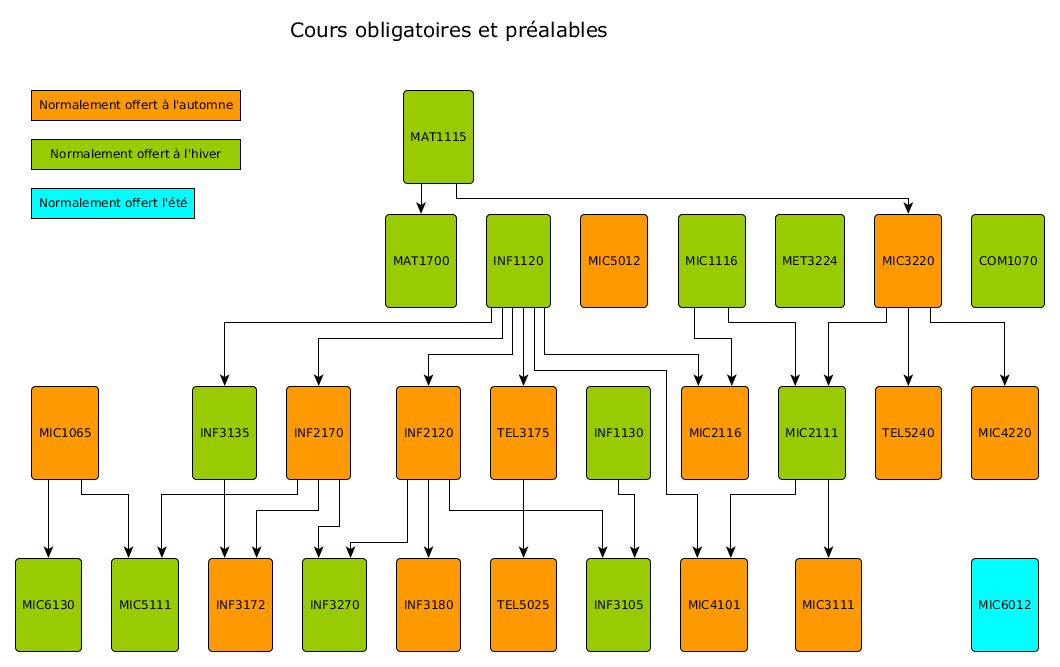 Cours obligatoires et préalables
Normalement offert à l'automne
Normalement offert à l'hiver
Normalement offert l'été
MAT1115
MAT1700
INF1120
MIC5012
MIC1116
MET3224
MIC3220
COM1070
MIC1065
INF3135
INF2170
INF2120
TEL3175
INF1130
MIC2116
MIC2111
TEL5240
MIC4220
MIC6130
MIC5111
INF3172
INF3270
INF3180
TEL5025
INF3105
MIC4101
MIC3111
MIC6012